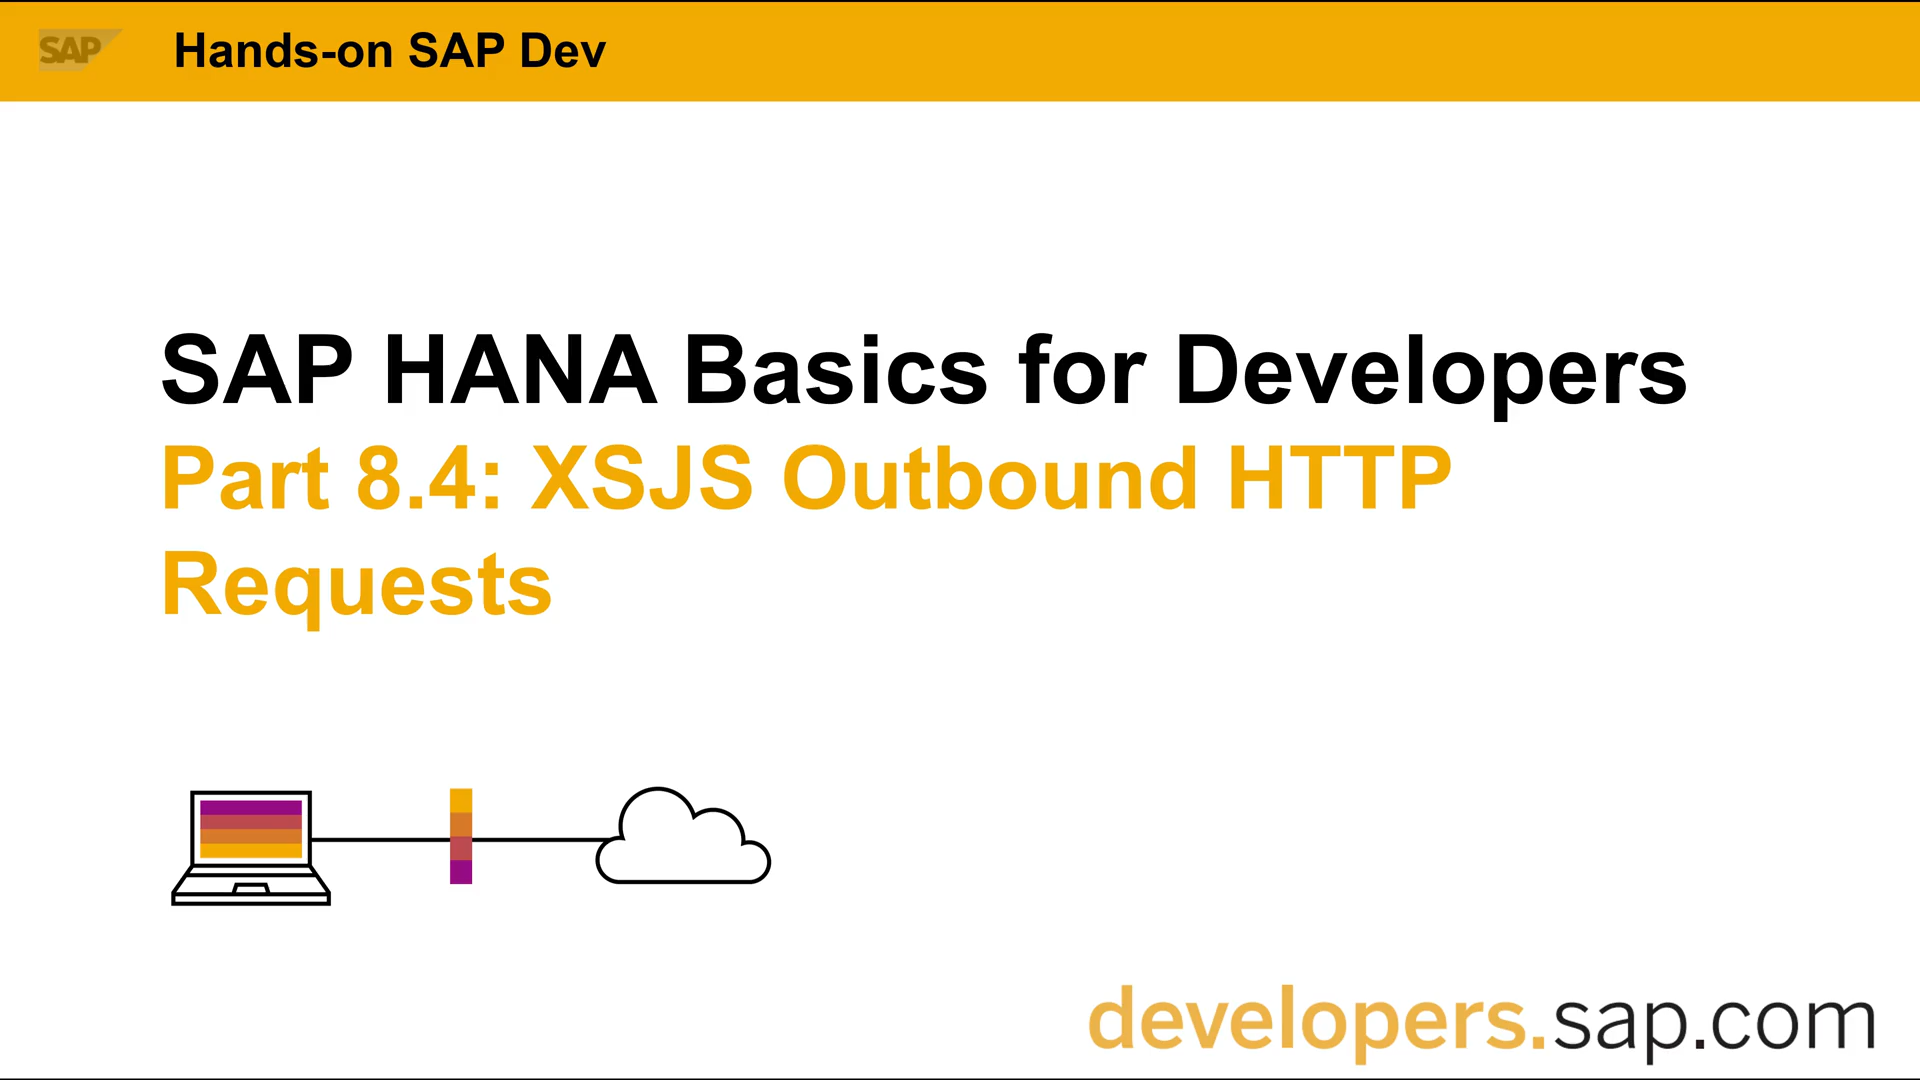 SAP
Hands-on SAP Dev
SAP HANA Basics for Developers
Part 8.4: XSJS Outbound HTTP
Requests
developers.sap.com